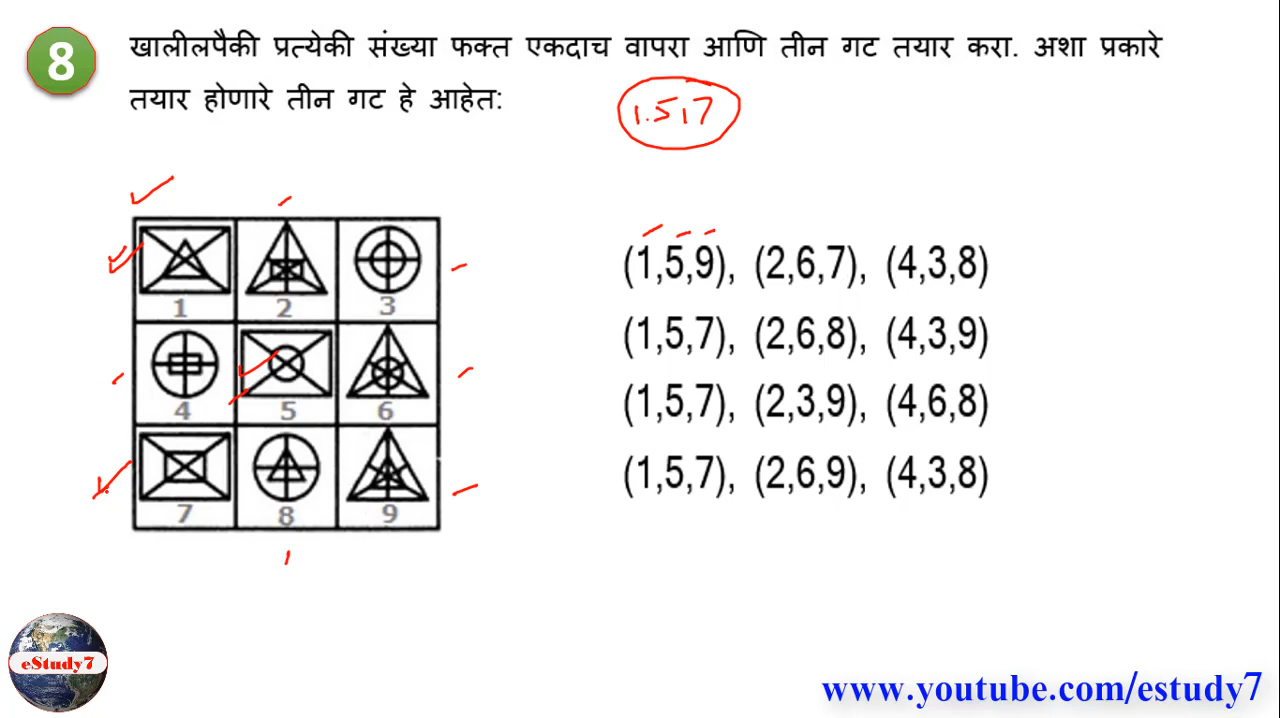 8
खालीलपैकी प्रत्येकी संख्या फक्त एकदाच वापरा आणि तीन गट तयार करा. अशा प्रकारे
तयार होणारे तीन गट हे आहेत:
1.5,7
1 2 3
4 5 6
7 8 9
(1,5,9), (2,6,7), (4,3,8)
(1,5,7), (2,6,8), (4,3,9)
(1,5,7), (2,3,9), (4,6,8)
(1,5,7), (2,6,9), (4,3,8)
eStudy7
www.youtube.com/estudy7